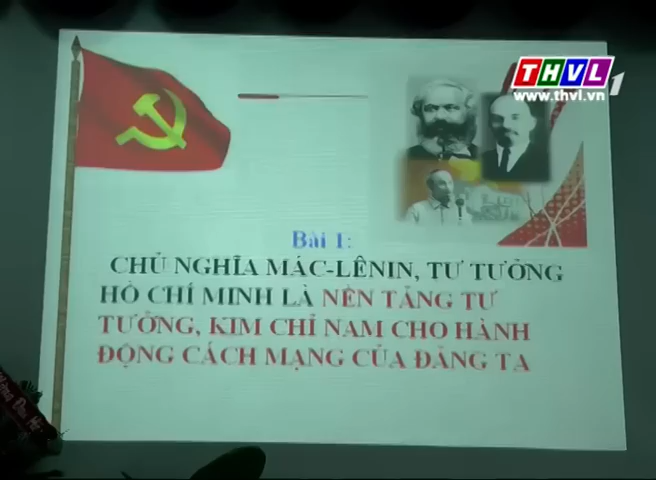 THVL1
www.thvl.vn
Bài 1:
CHỦ NGHĨA MÁC-LÊNIN, TƯ TƯỞNG
HỒ CHÍ MINH LÀ NỀN TẢNG TƯ
TƯỞNG, KIM CHỈ NAM CHO HÀNH
ĐỘNG CÁCH MẠNG CỦA ĐẢNG TA